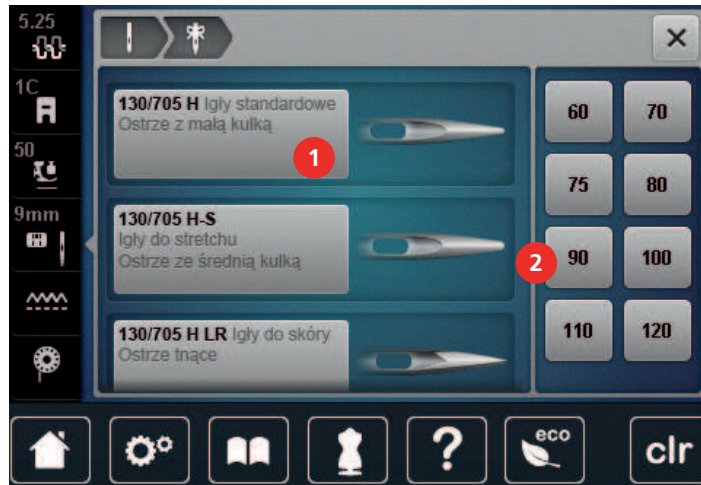 5.25
1C
50
9mm
130/705 H Igły standardowe
Ostrze z małą kulką
1
130/705 H-S
Igły do stretchu
Ostrze ze średnią kulką
130/705 H LR Igły do skóry
Ostrze tnące
60 70
75 80
2
90 100
110 120
?
eco
clr